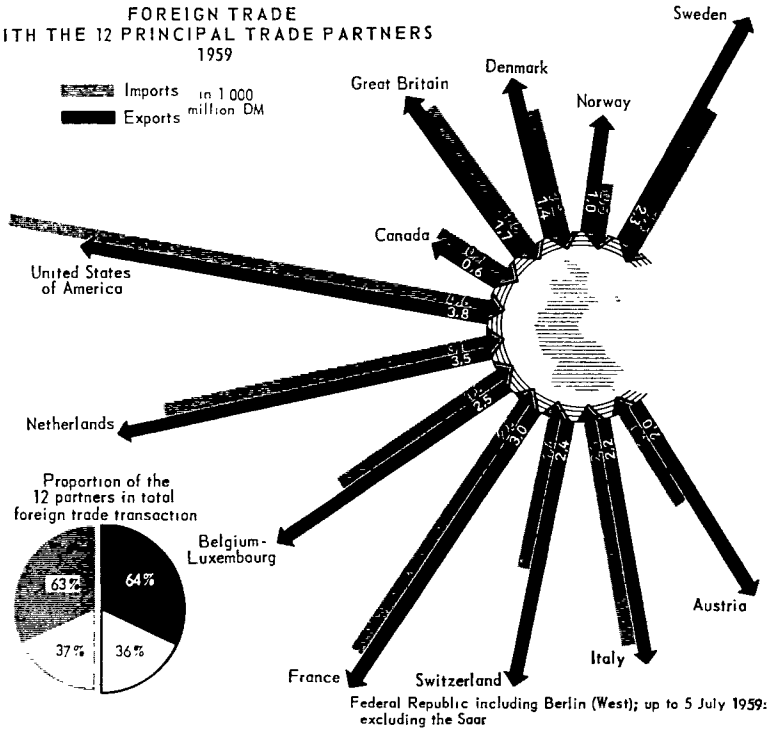 FOREIGN TRADE
ITH THE 12 PRINCIPAL TRADE PARTNERS
1959
Imports
Exports
in 1 000
million DM
Sweden
Denmark
Great Britain
Norway
Canada
United States
of America
Netherlands
Belgium-
Luxembourg
France
Switzerland
Italy
Austria
2.3
1.0
1.4
1.7
0.6
3.8
3.5
2.5
3.0
2.4
2.2
Proportion of the
12 partners in total
foreign trade transaction
63%
64%
37%
36%
Federal Republic including Berlin (West); up to 5 July 1959:
excluding the Saar